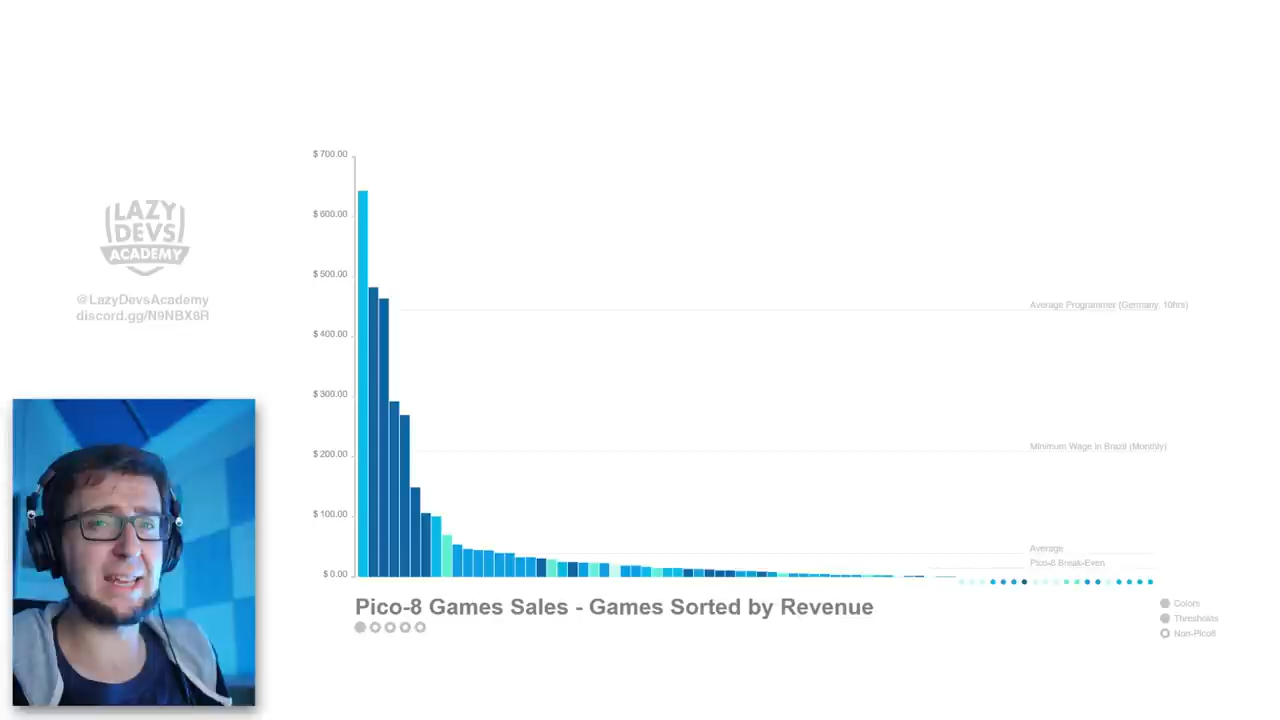 LAZY
DEVS
ACADEMY
@LazyDevsAcademy
discord.gg/N9NBX8R
$ 700.00
$ 600.00
$ 500.00
$ 400.00
$ 300.00
$ 200.00
$ 100.00
$ 0.00
Average Programmer (Germany, 10hrs)
Minimum Wage in Brazil (Monthly)
Average
Pico-8 Break-Even
Pico-8 Games Sales - Games Sorted by Revenue
Colors
Thresholds
Non-Pico8